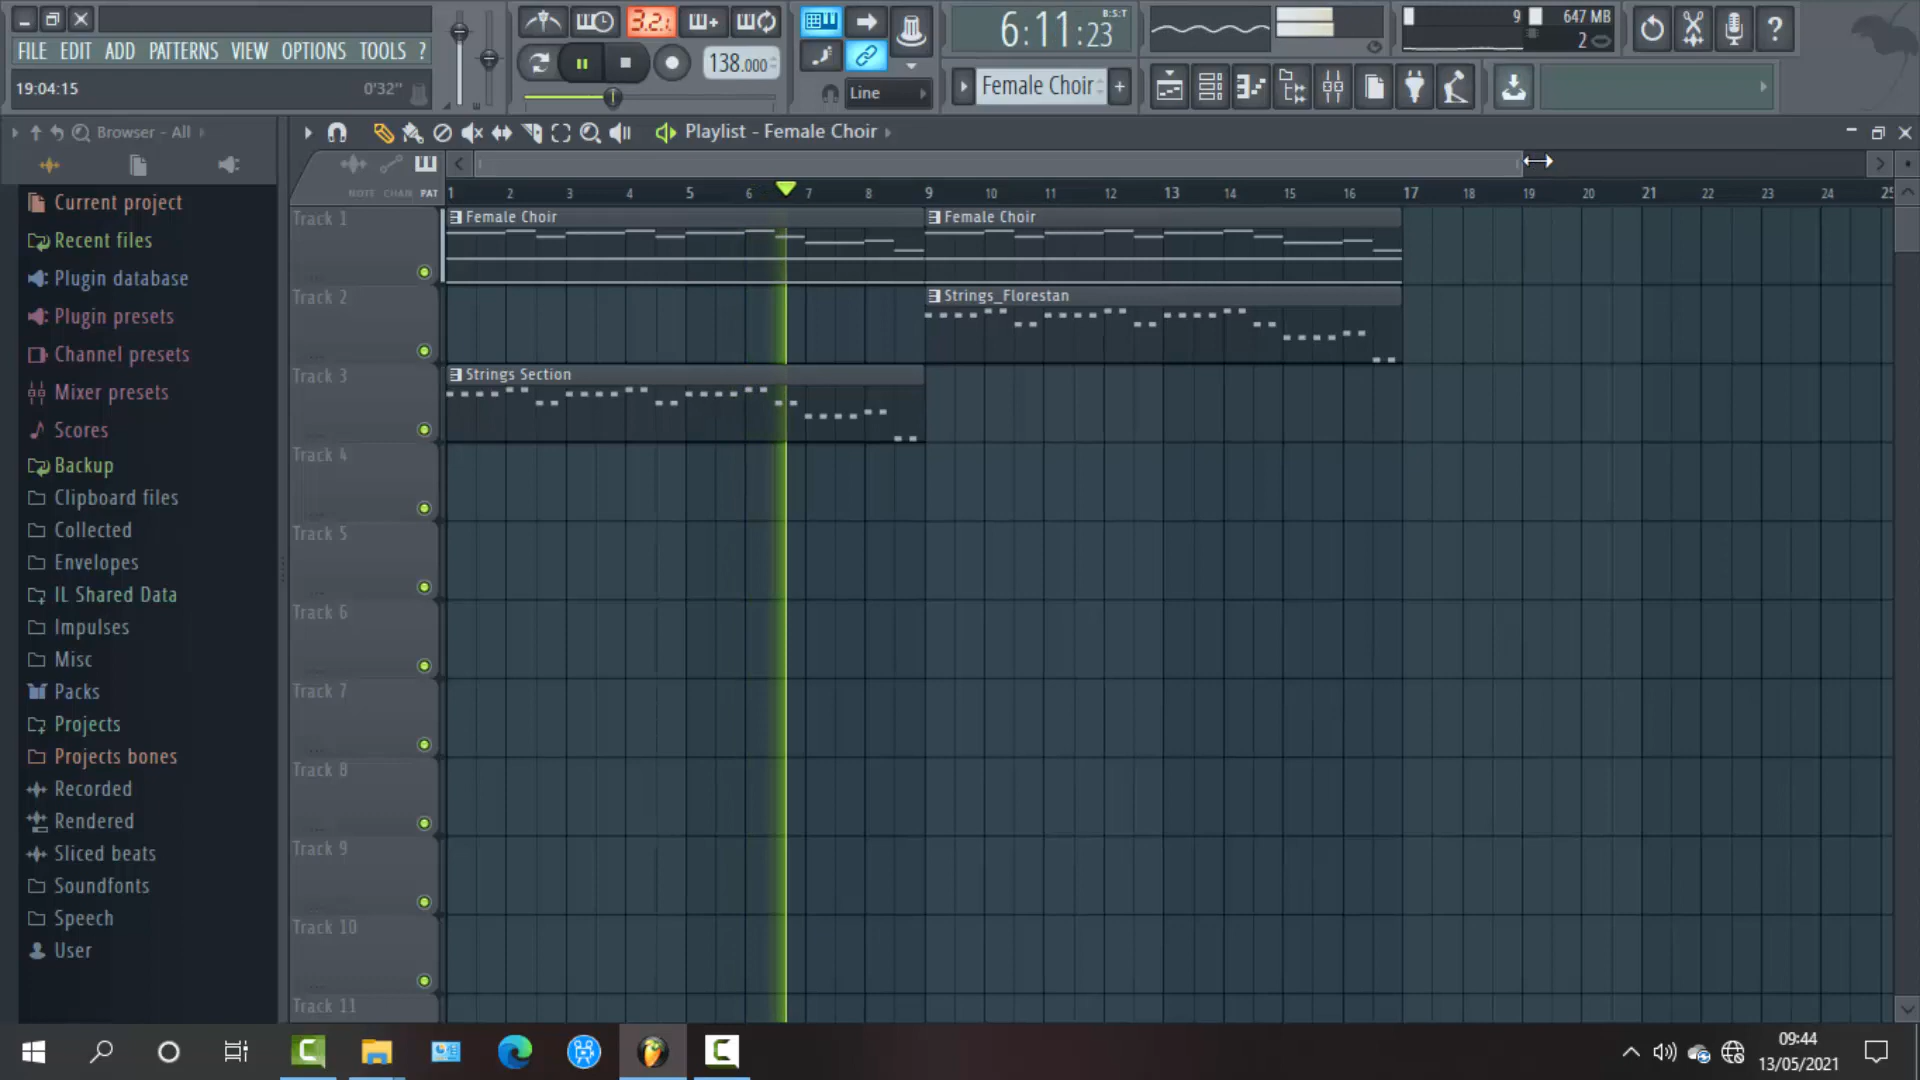 FILE EDIT ADD PATTERNS VIEW OPTIONS TOOLS ?
19:04:15 0'32"
3.2.
138.000
Line
6:11:23
B:S:T
Female Choir
9
647 MB
2
Browser - All
Playlist - Female Choir
NOTE CHAN PAT
1 2 3 4 5 6 7 8 9 10 11 12 13 14 15 16 17 18 19 20 21 22 23 24 25
Current project
Recent files
Plugin database
Plugin presets
Channel presets
Mixer presets
Scores
Backup
Clipboard files
Collected
Envelopes
IL Shared Data
Impulses
Misc
Packs
Projects
Projects bones
Recorded
Rendered
Sliced beats
Soundfonts
Speech
User
Track 1
Female Choir
Female Choir
Track 2
Strings_Florestan
Track 3
Strings Section
Track 4
Track 5
Track 6
Track 7
Track 8
Track 9
Track 10
Track 11
09:44
13/05/2021